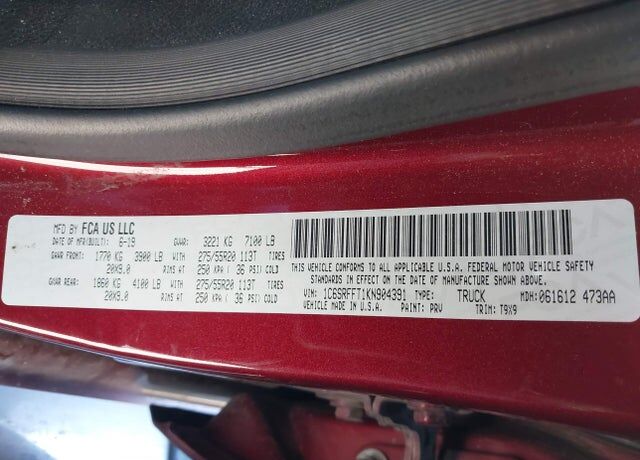 MFD BY FCA US LLC
DATE OF MFR(BUILT): 6-19 GVWR: 3221 KG 7100 LB
GAWR FRONT: 1770 KG 3900 LB WITH 275/55R20 113T TIRES
20X9.0 RIMS AT 250 KPA( 36 PSI) COLD
GAWR REAR: 1860 KG 4100 LB WITH 275/55R20 113T TIRES
20X9.0 RIMS AT 250 KPA( 36 PSI) COLD
THIS VEHICLE CONFORMS TO ALL APPLICABLE U.S.A. FEDERAL MOTOR VEHICLE SAFETY
STANDARDS IN EFFECT ON THE DATE OF MANUFACTURE SHOWN ABOVE.
VIN: 1C6SRFFT1KN904391 TYPE: TRUCK MDH: 061612 473AA
VEHICLE MADE IN U.S.A. PAINT: PRV TRIM: T9X9